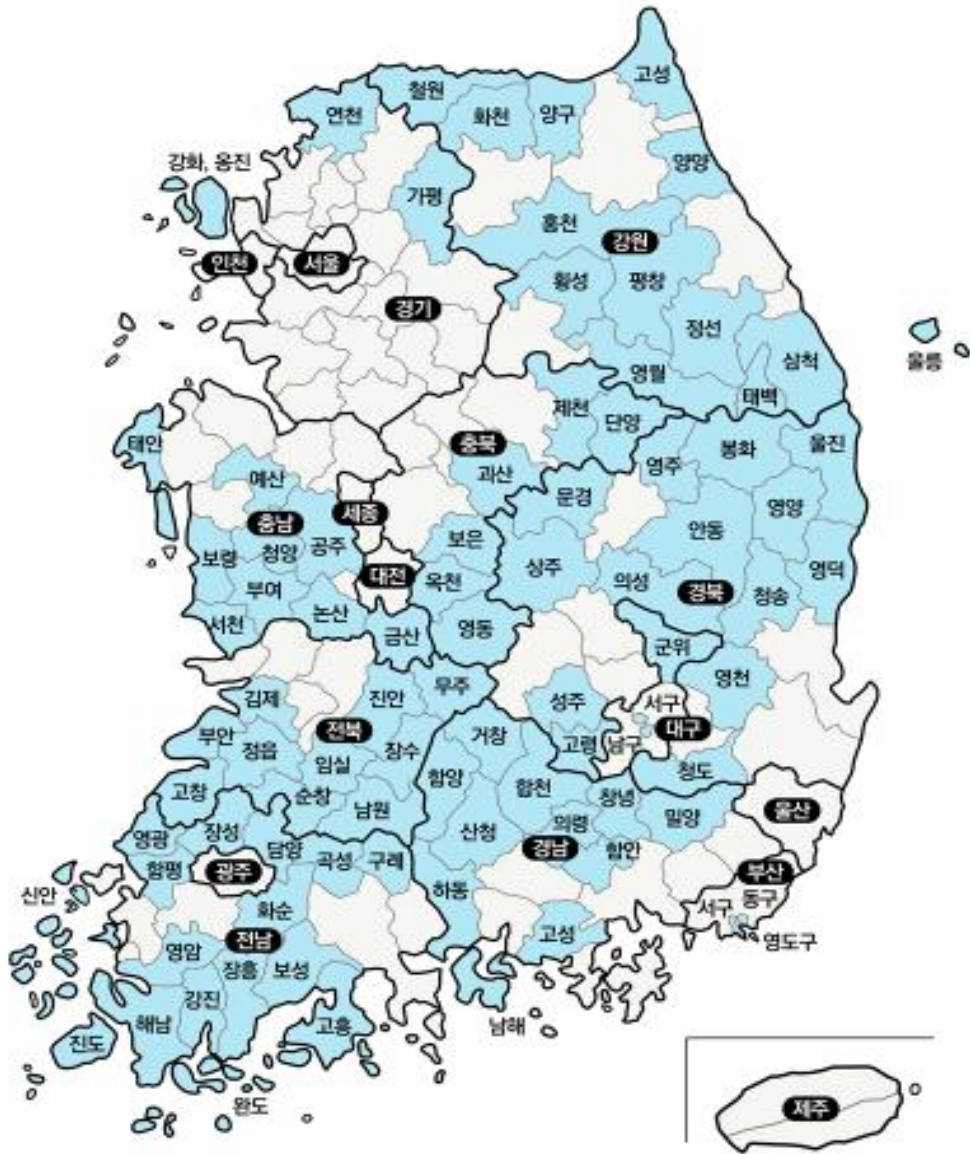 고성
철원
연천
화천
양구
강화, 옹진
양양
가평
홍천
강원
인천
서울
횡성
평창
경기
정선
삼척
울릉
영월
태백
제천
단양
태안
충북
울진
봉화
영주
괴산
예산
문경
세종
충남
영양
안동
보은
공주
청양
보령
상주
대전
영덕
의성
옥천
경북
청송
부여
논산
서천
금산
영동
군위
영천
무주
진안
김제
성주
서구
대구
전북
거창
부안
정읍
장수
고령
남구
임실
함양
청도
고창
순창
합천
창녕
남원
물산
밀양
의령
산청
장성
영광
담양
경남
함안
곡성
구례
함평
광주
부산
하동
동구
신안
화순
서구
고성
영도구
전남
영암
장흥
보성
강진
해남
고흥
남해
진도
완도
제주